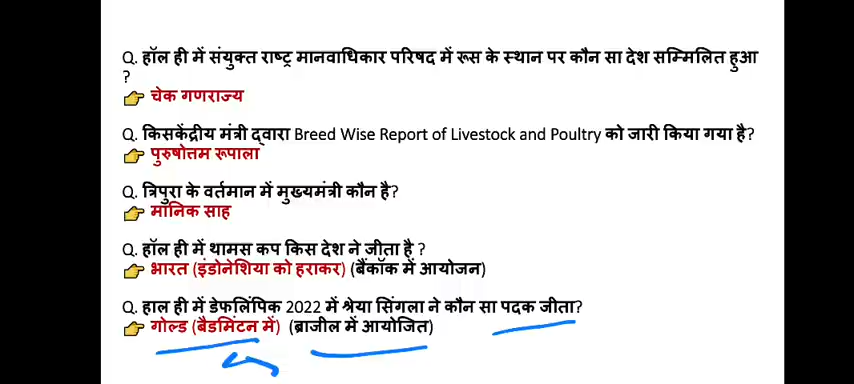 Q. हॉल ही में संयुक्त राष्ट्र मानवाधिकार परिषद में रूस के स्थान पर कौन सा देश सम्मिलित हुआ
?
👉 चेक गणराज्य
Q. किसकेंद्रीय मंत्री द्वारा Breed Wise Report of Livestock and Poultry को जारी किया गया है?
👉 पुरुषोत्तम रूपाला
Q. त्रिपुरा के वर्तमान में मुख्यमंत्री कौन है?
👉 मानिक साह
Q. हॉल ही में थामस कप किस देश ने जीता है ?
👉 भारत (इंडोनेशिया को हराकर) (बैंकॉक में आयोजन)
Q. हाल ही में डेफलिंपिक 2022 में श्रेया सिंगला ने कौन सा पदक जीता?
👉 गोल्ड (बैडमिंटन में) (ब्राजील में आयोजित)